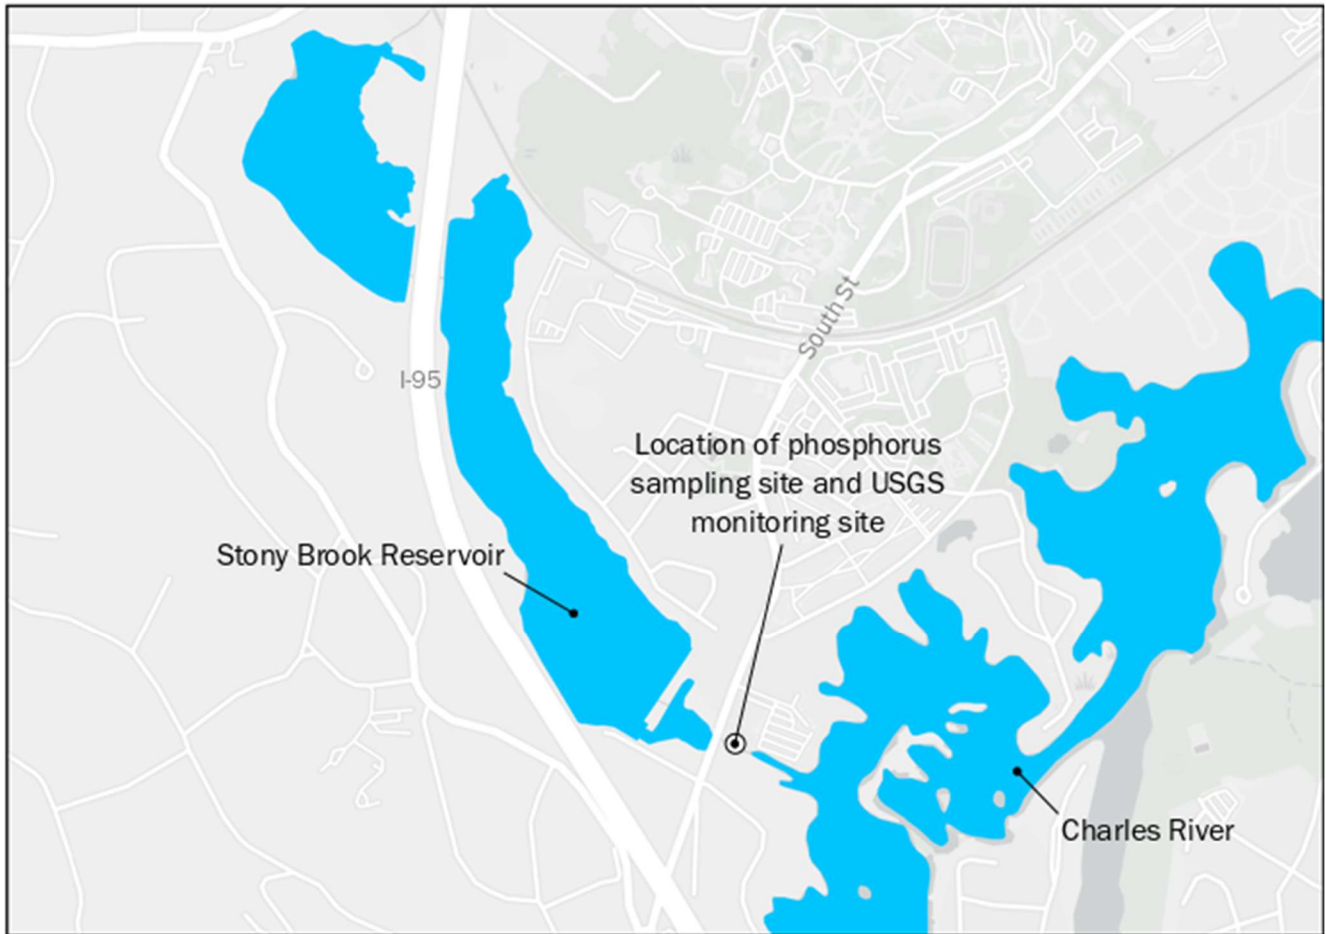 South St
I-95
Location of phosphorus
sampling site and USGS
monitoring site
Stony Brook Reservoir
Charles River